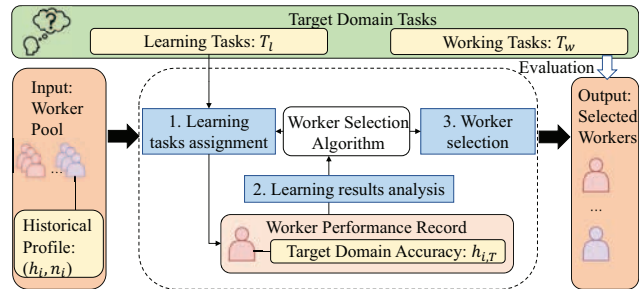 Target Domain Tasks
Learning Tasks: T_l
Working Tasks: T_w
Evaluation
Input:
Worker
Pool
...
Historical
Profile:
(h_i, n_i)
1. Learning
tasks assignment
Worker Selection
Algorithm
3. Worker
selection
2. Learning results analysis
Worker Performance Record
Target Domain Accuracy: h_{i,T}
Output:
Selected
Workers
...